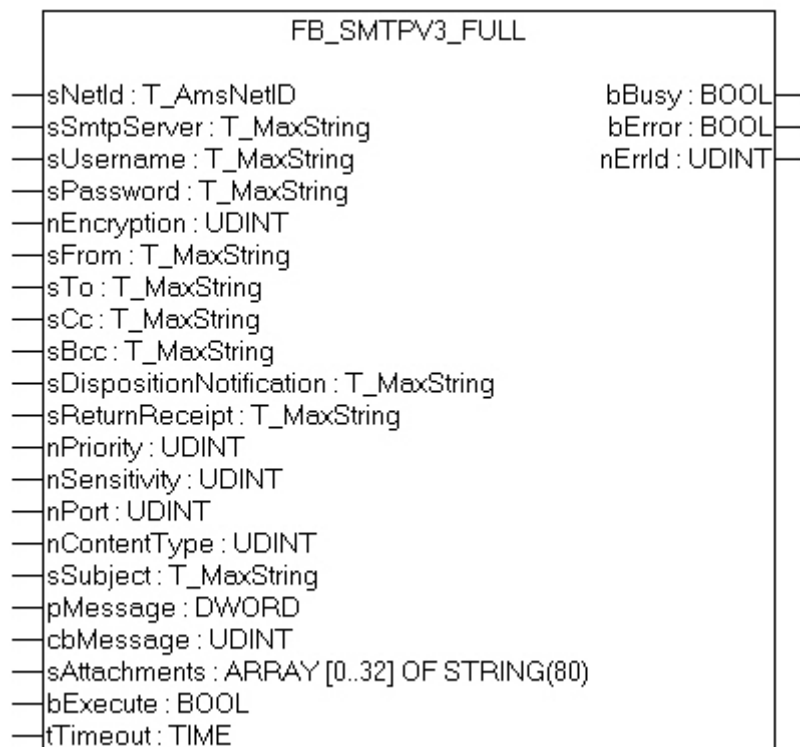 FB_SMTPV3_FULL
sNetId : T_AmsNetID bBusy : BOOL
sSmtpServer : T_MaxString bError : BOOL
sUsername : T_MaxString nErrId : UDINT
sPassword : T_MaxString
nEncryption : UDINT
sFrom : T_MaxString
sTo : T_MaxString
sCc : T_MaxString
sBcc : T_MaxString
sDispositionNotification : T_MaxString
sReturnReceipt : T_MaxString
nPriority : UDINT
nSensitivity : UDINT
nPort : UDINT
nContentType : UDINT
sSubject : T_MaxString
pMessage : DWORD
cbMessage : UDINT
sAttachments : ARRAY [0..32] OF STRING(80)
bExecute : BOOL
tTimeout : TIME